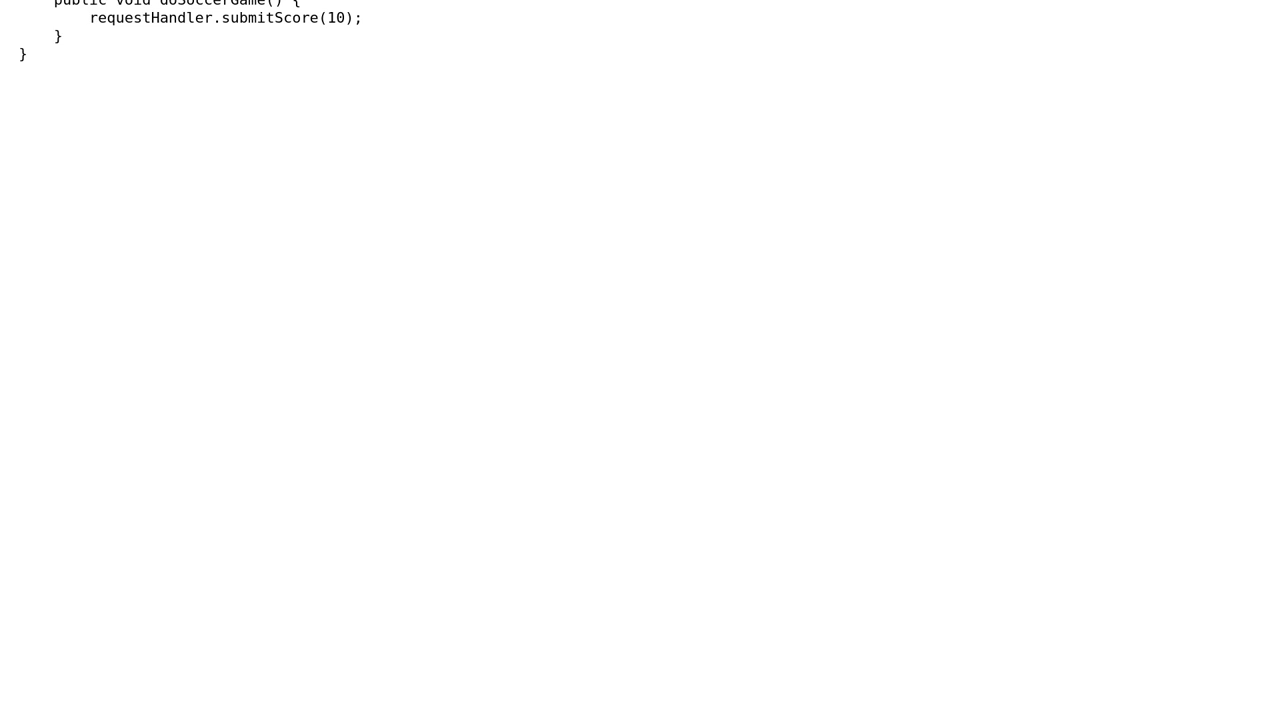 public void doSoccerGame() {
        requestHandler.submitScore(10);
    }
}